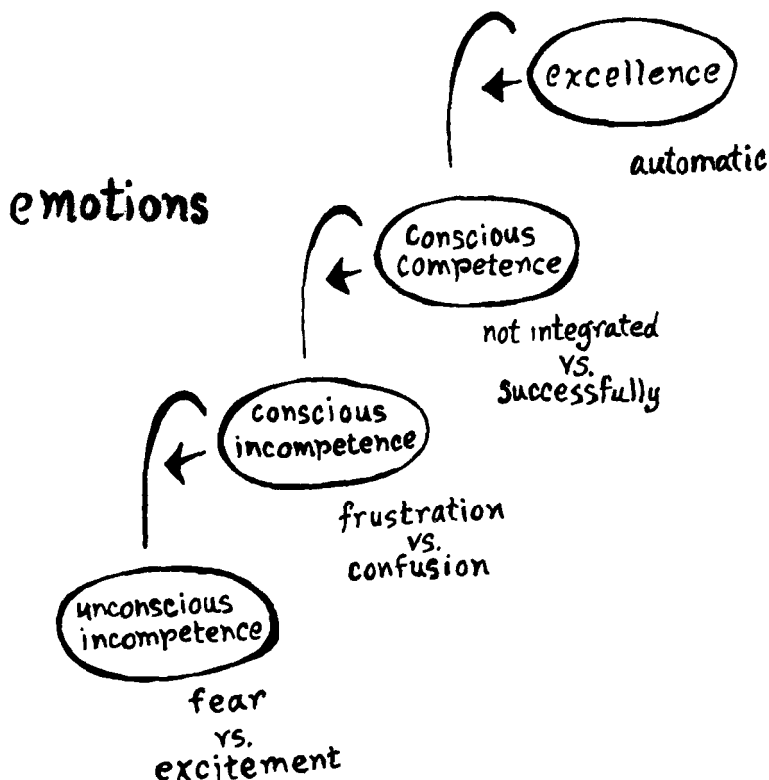 excellence
automatic
emotions
conscious
competence
not integrated
vs.
successfully
conscious
incompetence
frustration
vs.
confusion
unconscious
incompetence
fear
vs.
excitement